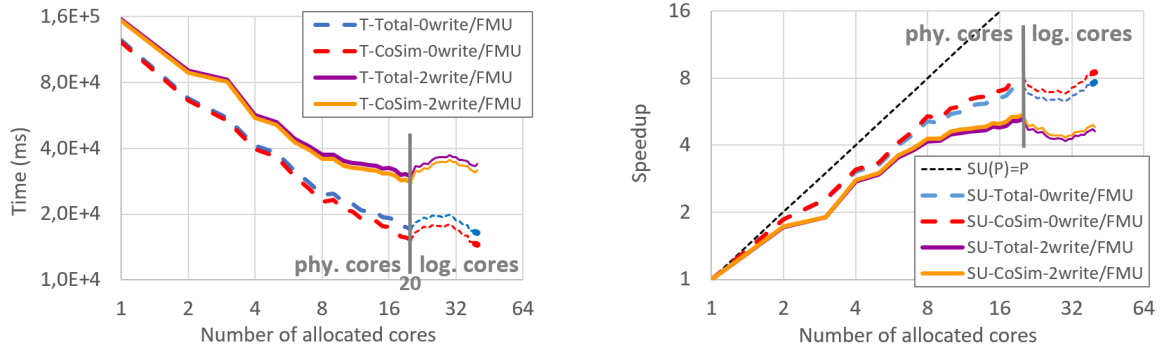 1,6E+5
8,0E+4
4,0E+4
2,0E+4
1,0E+4
Time (ms)
T-Total-0write/FMU
T-CoSim-0write/FMU
T-Total-2write/FMU
T-CoSim-2write/FMU
phy. cores log. cores
20
1 2 4 8 16 32 64
Number of allocated cores
16
8
4
2
1
Speedup
phy. cores log. cores
SU(P)=P
SU-Total-0write/FMU
SU-CoSim-0write/FMU
SU-Total-2write/FMU
SU-CoSim-2write/FMU
1 2 4 8 16 32 64
Number of allocated cores